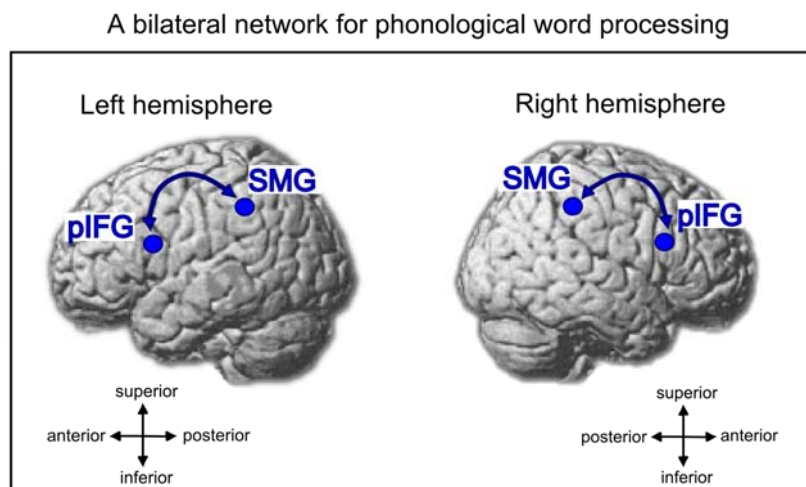 A bilateral network for phonological word processing
Left hemisphere
Right hemisphere
SMG
pIFG
SMG
pIFG
superior
anterior
posterior
inferior
superior
posterior
anterior
inferior